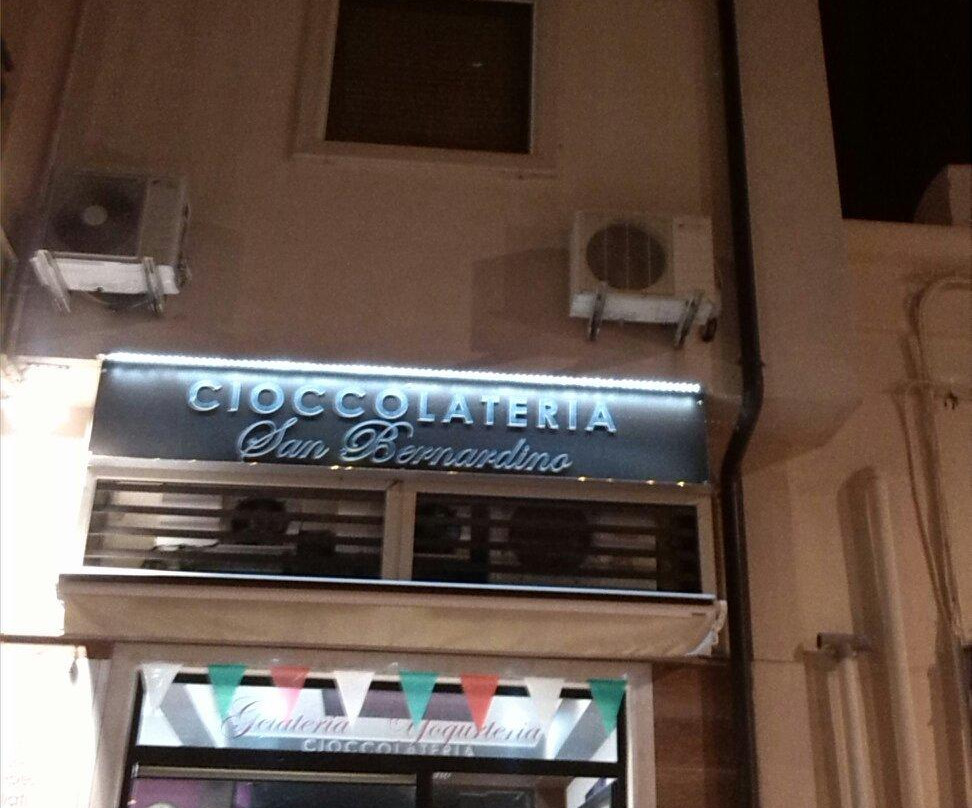 CIOCCOLATERIA
San Bernardino
Gelateria Yogurteria
CIOCCOLATERIA